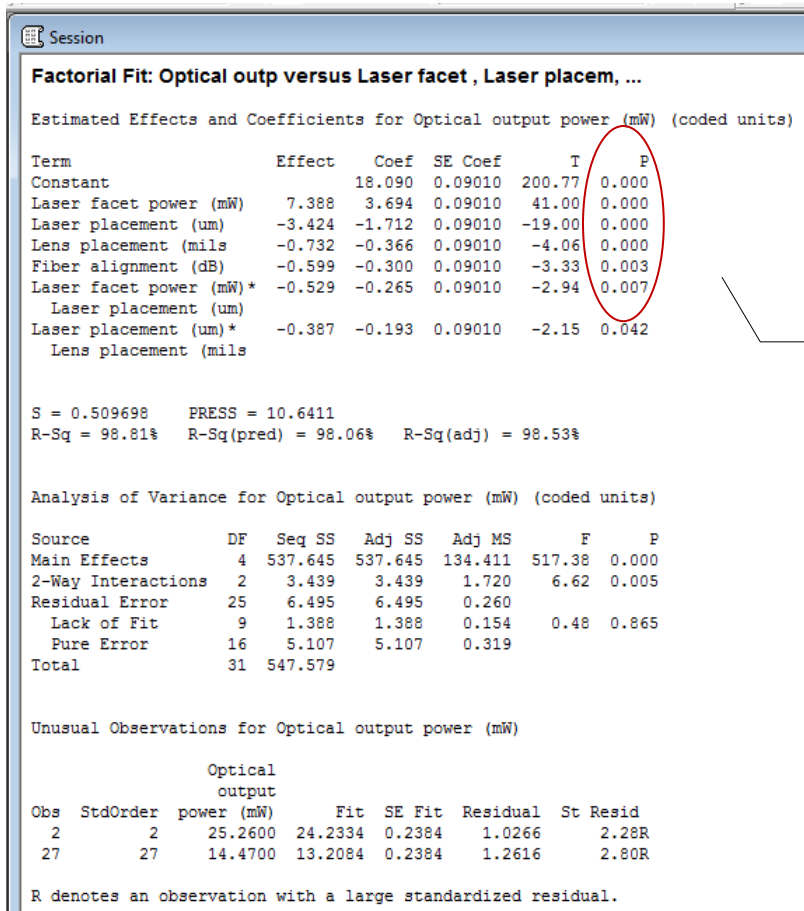 Session
Factorial Fit: Optical outp versus Laser facet , Laser placem, ...
Estimated Effects and Coefficients for Optical output power (mW) (coded units)
Term Effect Coef SE Coef T P
Constant 18.090 0.09010 200.77 0.000
Laser facet power (mW) 7.388 3.694 0.09010 41.00 0.000
Laser placement (um) -3.424 -1.712 0.09010 -19.00 0.000
Lens placement (mils -0.732 -0.366 0.09010 -4.06 0.000
Fiber alignment (dB) -0.599 -0.300 0.09010 -3.33 0.003
Laser facet power (mW)* -0.529 -0.265 0.09010 -2.94 0.007
Laser placement (um)
Laser placement (um)* -0.387 -0.193 0.09010 -2.15 0.042
Lens placement (mils
S = 0.509698 PRESS = 10.6411
R-Sq = 98.81% R-Sq(pred) = 98.06% R-Sq(adj) = 98.53%
Analysis of Variance for Optical output power (mW) (coded units)
Source DF Seq SS Adj SS Adj MS F P
Main Effects 4 537.645 537.645 134.411 517.38 0.000
2-Way Interactions 2 3.439 3.439 1.720 6.62 0.005
Residual Error 25 6.495 6.495 0.260
Lack of Fit 9 1.388 1.388 0.154 0.48 0.865
Pure Error 16 5.107 5.107 0.319
Total 31 547.579
Unusual Observations for Optical output power (mW)
Optical
output
Obs StdOrder power (mW) Fit SE Fit Residual St Resid
2 2 25.2600 24.2334 0.2384 1.0266 2.28R
27 27 14.4700 13.2084 0.2384 1.2616 2.80R
R denotes an observation with a large standardized residual.